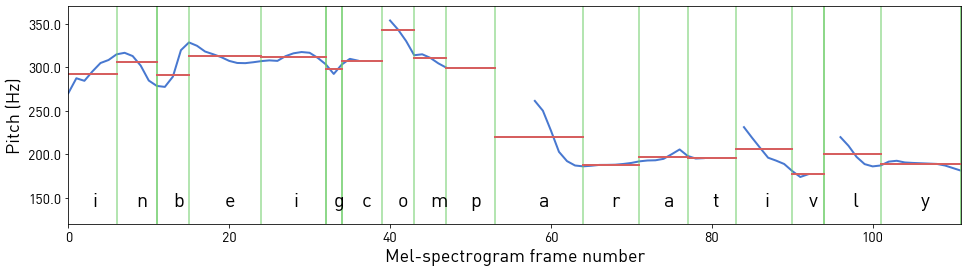 350.0
300.0
250.0
200.0
150.0
Pitch (Hz)
i n b e i g c o m p a r a t i v l y
0 20 40 60 80 100
Mel-spectrogram frame number